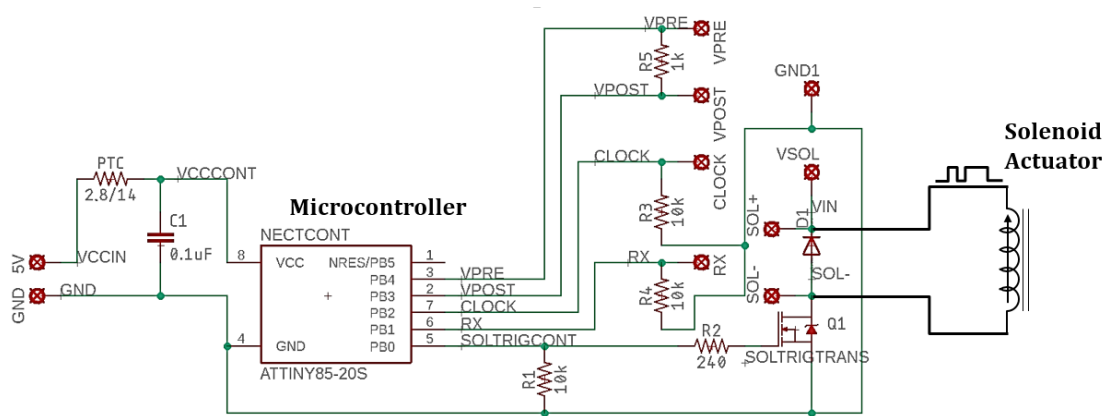 VPRE
VPRE
R5
1k
VPOST
VPOST
GND1
Solenoid
Actuator
PTC
2.8/14
VCCCONT
CLOCK
CLOCK
VSOL
VIN
SOL+
D1
Microcontroller
R3
10k
C1
0.1uF
NECTCONT
5V
VCCIN
8
VCC
NRES/PB5
1
RX
RX
PB4
3
VPRE
GND
GND
PB3
2
VPOST
R4
10k
SOL-
SOL-
PB2
7
CLOCK
PB1
6
RX
Q1
4
GND
PB0
5
SOLTRIGCONT
R2
240
SOLTRIGTRANS
ATTINY85-20S
R1
10k